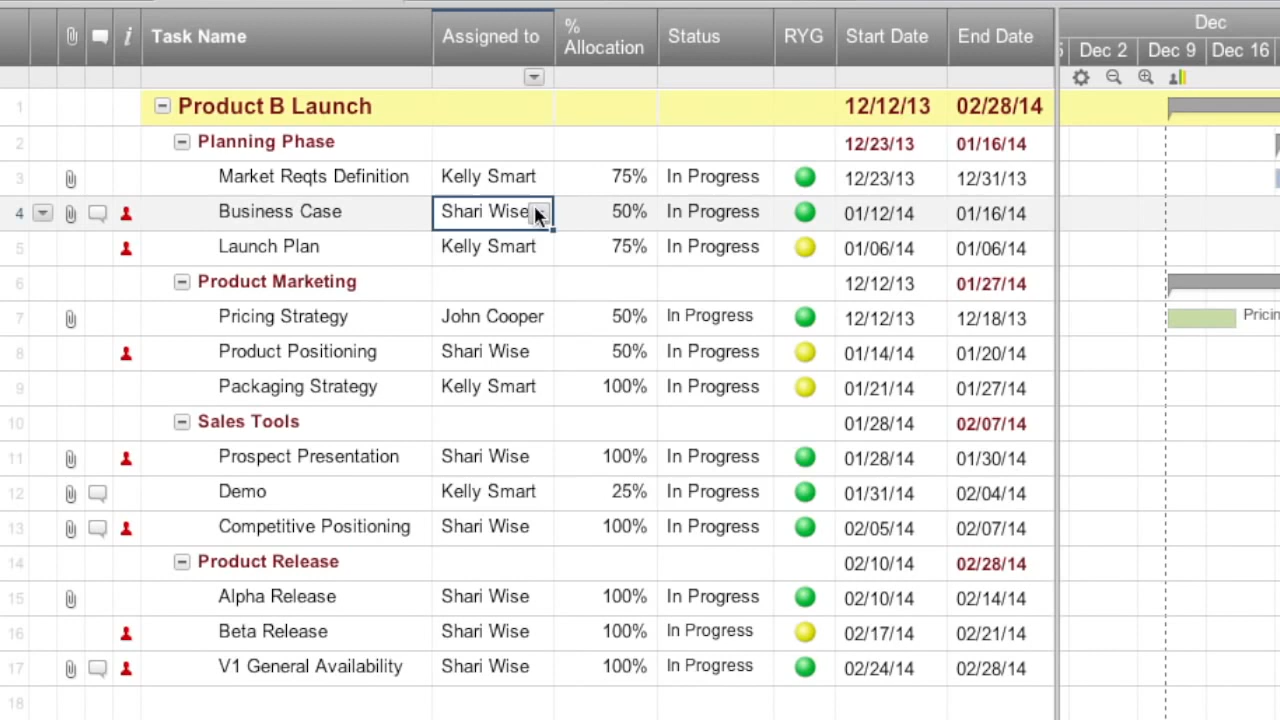 Dec
i Task Name Assigned to % Allocation Status RYG Start Date End Date Dec 2 Dec 9 Dec 16
1 Product B Launch 12/12/13 02/28/14
2 Planning Phase 12/23/13 01/16/14
3 Market Reqts Definition Kelly Smart 75% In Progress 12/23/13 12/31/13
4 Business Case Shari Wise 50% In Progress 01/12/14 01/16/14
5 Launch Plan Kelly Smart 75% In Progress 01/06/14 01/06/14
6 Product Marketing 12/12/13 01/27/14
7 Pricing Strategy John Cooper 50% In Progress 12/12/13 12/18/13 Pricin
8 Product Positioning Shari Wise 50% In Progress 01/14/14 01/20/14
9 Packaging Strategy Kelly Smart 100% In Progress 01/21/14 01/27/14
10 Sales Tools 01/28/14 02/07/14
11 Prospect Presentation Shari Wise 100% In Progress 01/28/14 01/30/14
12 Demo Kelly Smart 25% In Progress 01/31/14 02/04/14
13 Competitive Positioning Shari Wise 100% In Progress 02/05/14 02/07/14
14 Product Release 02/10/14 02/28/14
15 Alpha Release Shari Wise 100% In Progress 02/10/14 02/14/14
16 Beta Release Shari Wise 100% In Progress 02/17/14 02/21/14
17 V1 General Availability Shari Wise 100% In Progress 02/24/14 02/28/14
18